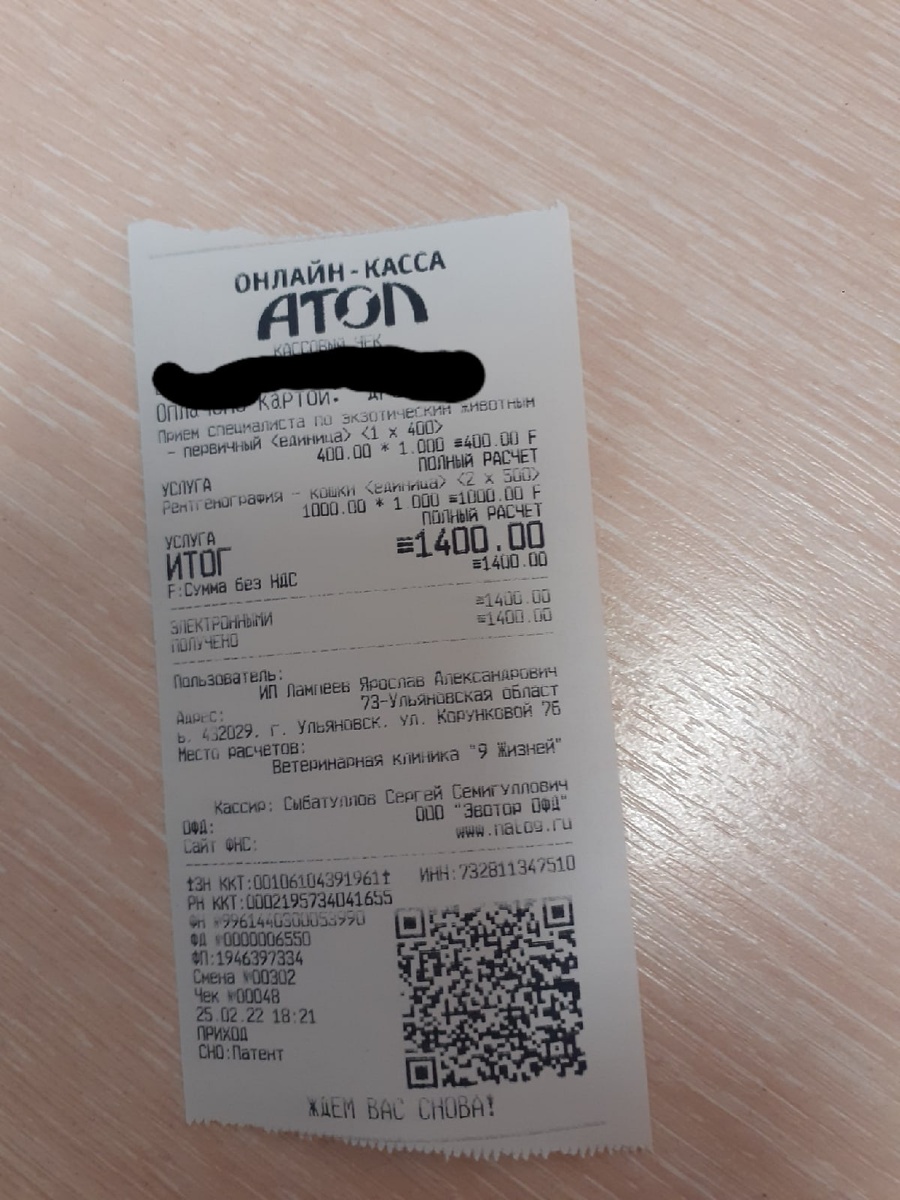 ОНЛАЙН-КАССА
АТОЛ
КАССОВЫЙ ЧЕК
КАРТОЙ.
Прием специалиста по экзотическим животным
- первичный <единица> <1 x 400>
400.00 * 1.000 ≡400.00 F
ПОЛНЫЙ РАСЧЕТ
УСЛУГА
Рентгенография - кошки <единица> <2 x 500>
1000.00 * 1 000 ≡1000.00 F
ПОЛНЫЙ РАСЧЕТ
УСЛУГА
ИТОГ ≡1400.00
F:Сумма без НДС ≡1400.00
ЭЛЕКТРОННЫМИ ≡1400.00
ПОЛУЧЕНО ≡1400.00
Пользователь:
ИП Лампеев Ярослав Александрович
Адрес: 73-Ульяновская област
ь. 432029. г. Ульяновск. ул. Корунковой 7б
Место расчетов:
Ветеринарная клиника "9 Жизней"
Кассир: Сыбатуллов Сергей Семигуллович
ОФД: ООО "Эвотор ОФД"
Сайт ФНС: www.nalog.ru
ЗН ККТ:00106104391961 ИНН:732811347510
РН ККТ:0002195734041655
ФН №9961440300053990
ФД №0000006550
ФП:1946397334
Смена №00302
Чек №00048
25.02.22 18:21
ПРИХОД
СНО:Патент
ЖДЕМ ВАС СНОВА!